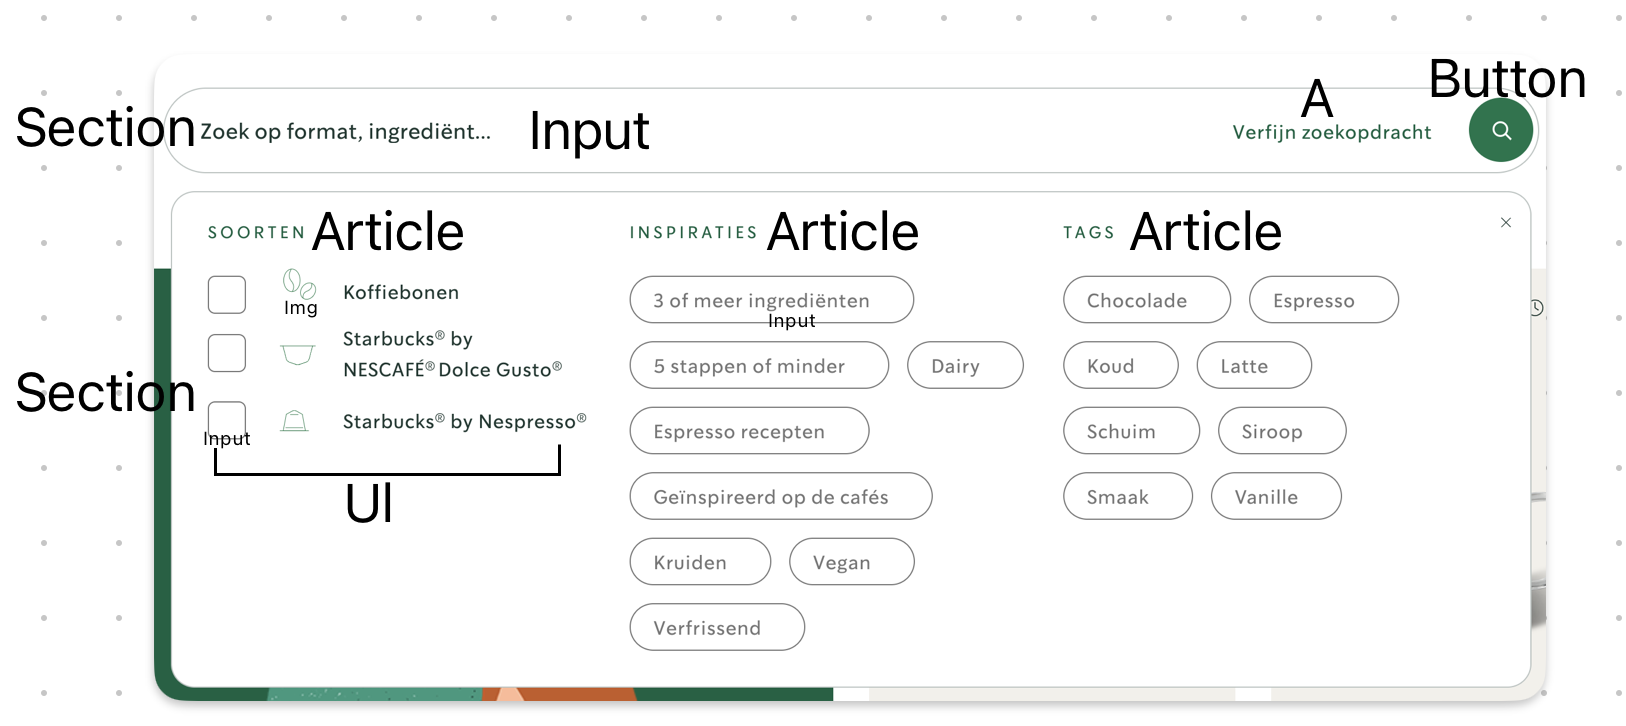 Button
A
Section
Zoek op format, ingrediënt...
Input
Verfijn zoekopdracht
SOORTEN
Article
INSPIRATIES
Article
TAGS
Article
Koffiebonen
Img
Starbucks® by
NESCAFÉ® Dolce Gusto®
Starbucks® by Nespresso®
Section
Input
Ul
3 of meer ingrediënten
Input
5 stappen of minder
Dairy
Espresso recepten
Geïnspireerd op de cafés
Kruiden
Vegan
Verfrissend
Chocolade
Espresso
Koud
Latte
Schuim
Siroop
Smaak
Vanille